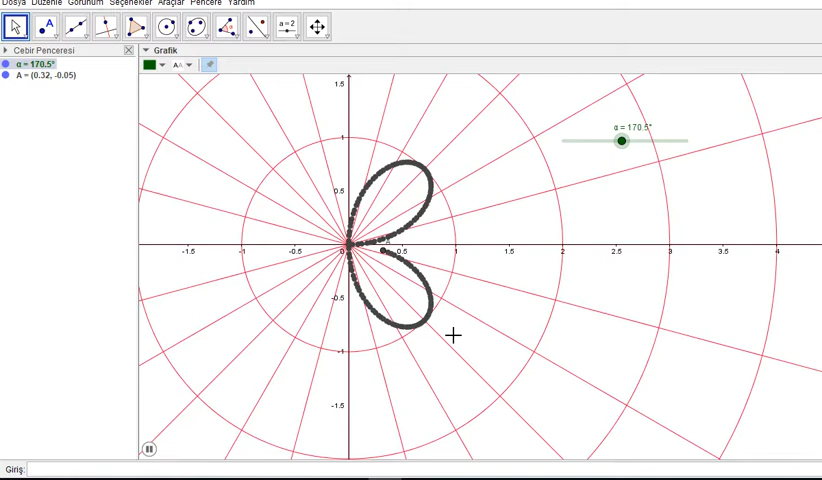 Dosya Düzenle Görünüm Seçenekler Araçlar Pencere Yardım
A
a = 2
Cebir Penceresi
Grafik
α = 170.5°
A = (0.32, -0.05)
AA
1.5
1
0.5
-0.5
-1
-1.5
-1.5
-1
-0.5
0
0.5
1
1.5
2
2.5
3
3.5
4
A
α = 170.5°
Giriş: